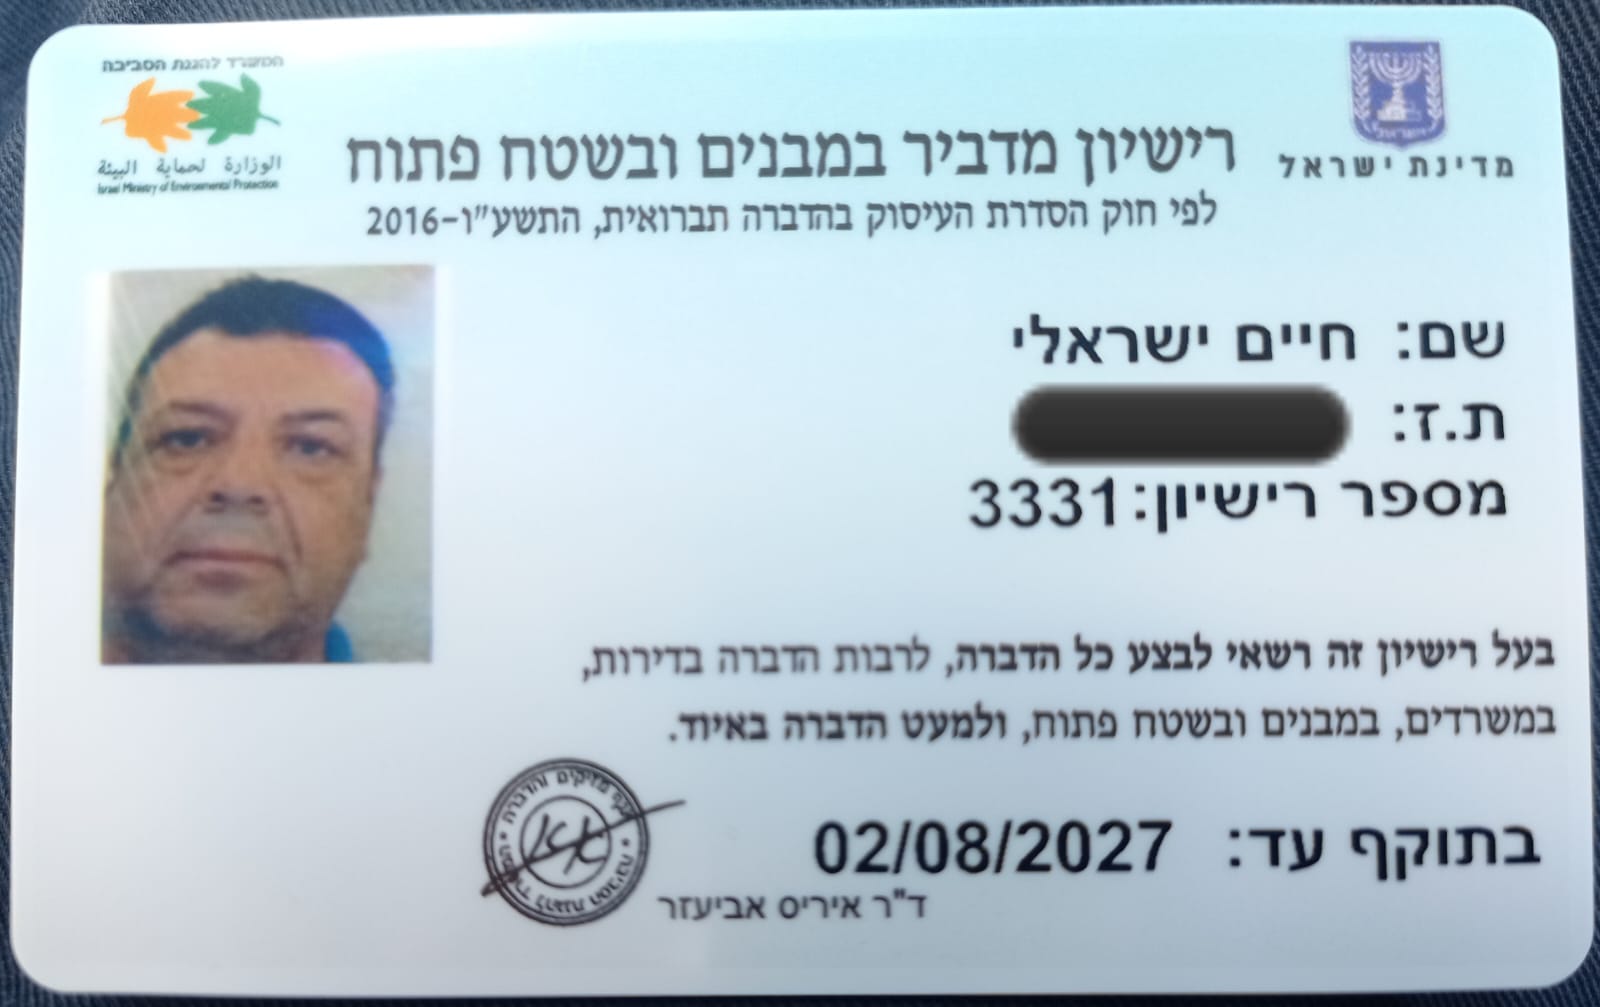 המשרד להגנת הסביבה
الوزارة لحماية البيئة
Israel Ministry of Environmental Protection
מדינת ישראל
רישיון מדביר במבנים ובשטח פתוח
לפי חוק הסדרת העיסוק בהדברה תברואית, התשע"ו-2016
שם: חיים ישראלי
ת.ז:
מספר רישיון:3331
בעל רישיון זה רשאי לבצע כל הדברה, לרבות הדברה בדירות,
במשרדים, במבנים ובשטח פתוח, ולמעט הדברה באיוד.
בתוקף עד: 02/08/2027
ד"ר איריס אביעזר
אגף מזיקים והדברה